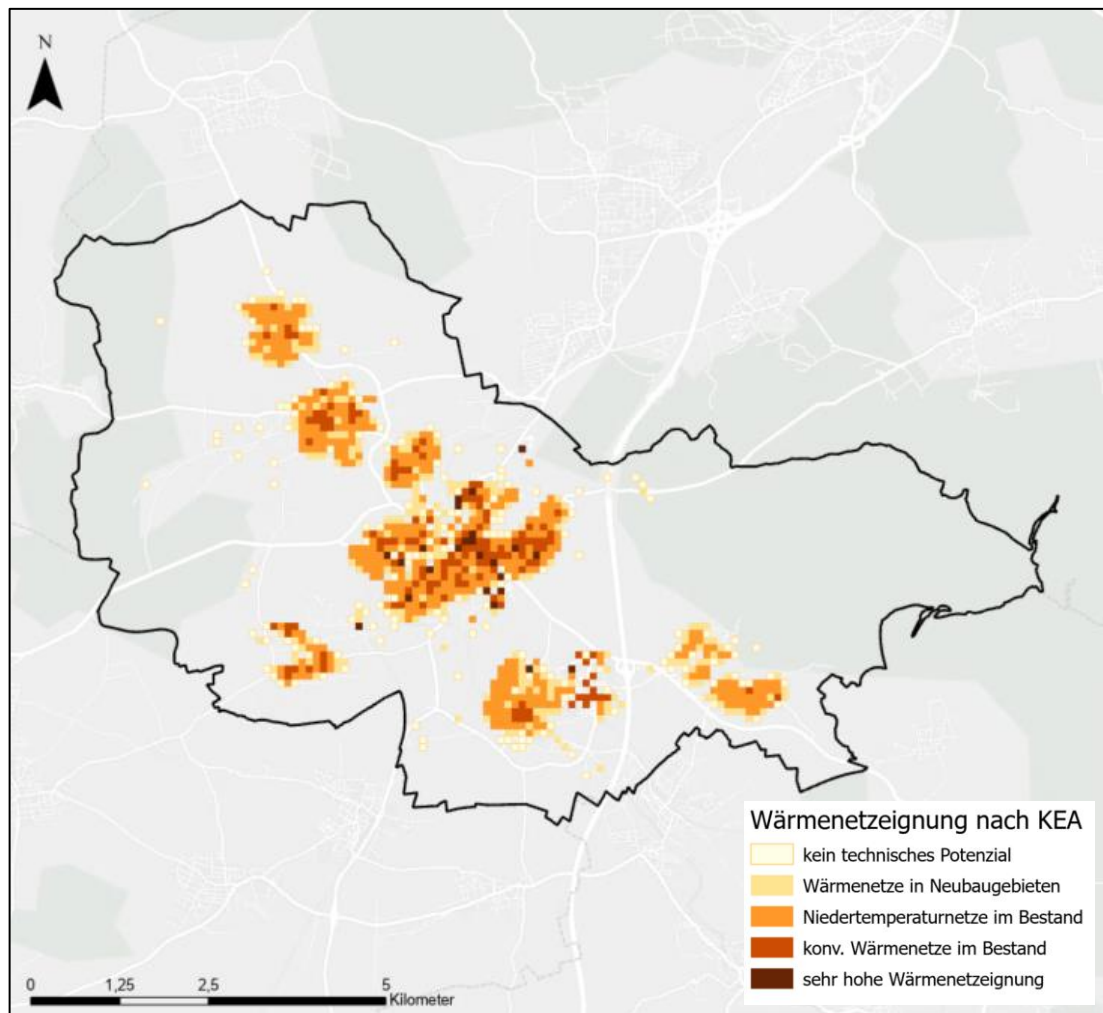 N
Wärmenetzeignung nach KEA
kein technisches Potenzial
Wärmenetze in Neubaugebieten
Niedertemperaturnetze im Bestand
konv. Wärmenetze im Bestand
sehr hohe Wärmenetzeignung
0 1,25 2,5 5
Kilometer